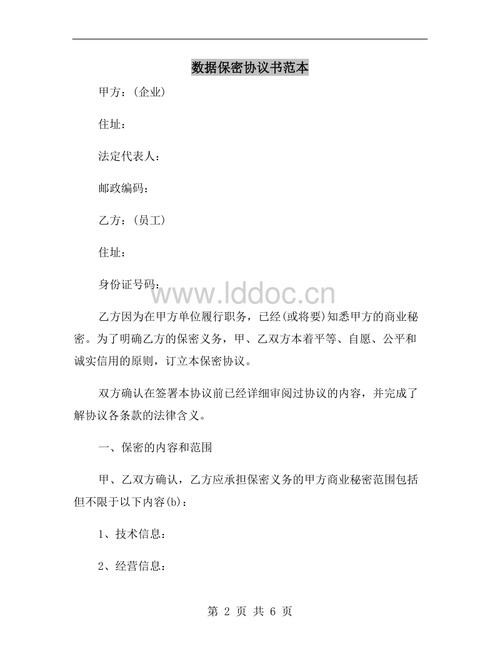 数据保密协议书范本
甲方：(企业)
住址：
法定代表人：
邮政编码：
乙方：(员工)
住址：
身份证号码：
www.lddoc.cn
乙方因为在甲方单位履行职务，已经(或将要)知悉甲方的商业秘
密。为了明确乙方的保密义务，甲、乙双方本着平等、自愿、公平和
诚实信用的原则，订立本保密协议。
双方确认在签署本协议前已经详细审阅过协议的内容，并完成了
解协议各条款的法律含义。
一、保密的内容和范围
甲、乙双方确认，乙方应承担保密义务的甲方商业秘密范围包括
但不限于以下内容(b)：
1、技术信息：
2、经营信息：
第 2 页 共 6 页